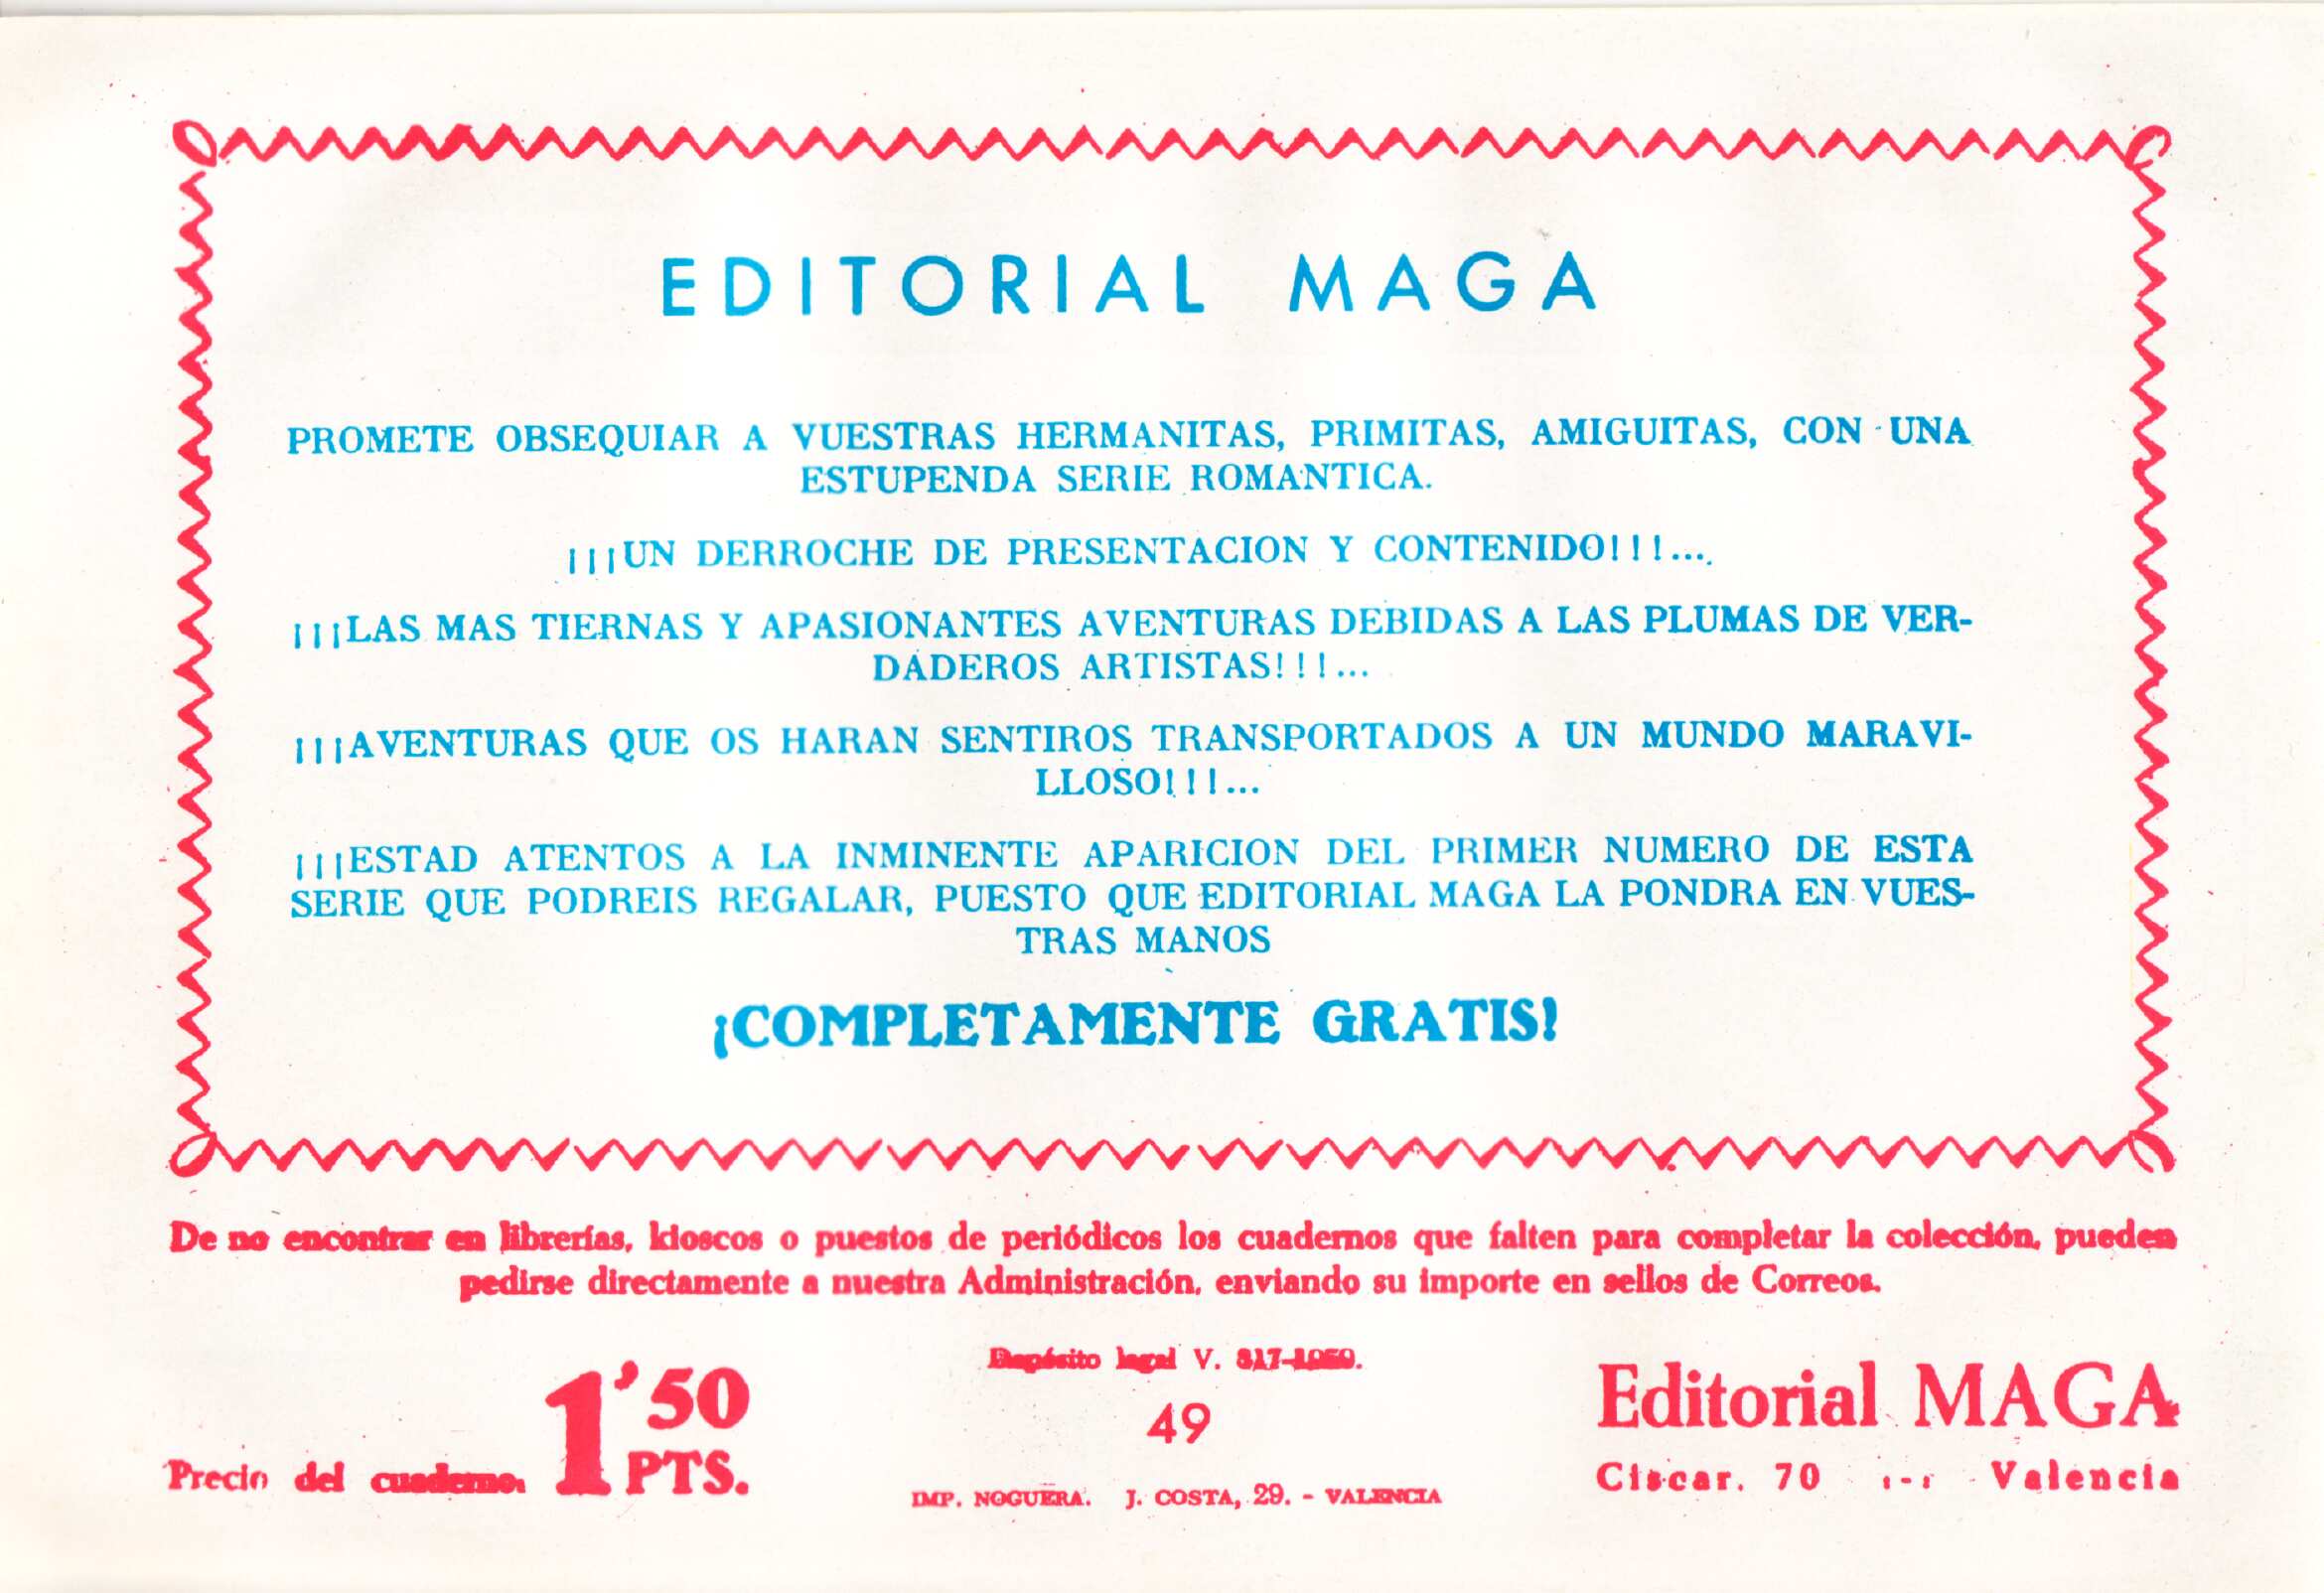 EDITORIAL MAGA
PROMETE OBSEQUIAR A VUESTRAS HERMANITAS, PRIMITAS, AMIGUITAS, CON UNA
ESTUPENDA SERIE ROMANTICA.
¡¡¡UN DERROCHE DE PRESENTACION Y CONTENIDO!!!...
¡¡¡LAS MAS TIERNAS Y APASIONANTES AVENTURAS DEBIDAS A LAS PLUMAS DE VER-
DADEROS ARTISTAS!!!...
¡¡¡AVENTURAS QUE OS HARAN SENTIROS TRANSPORTADOS A UN MUNDO MARAVI-
LLOSO!!!...
¡¡¡ESTAD ATENTOS A LA INMINENTE APARICION DEL PRIMER NUMERO DE ESTA
SERIE QUE PODREIS REGALAR, PUESTO QUE EDITORIAL MAGA LA PONDRA EN VUES-
TRAS MANOS
¡COMPLETAMENTE GRATIS!
De no encontrar en librerías, kioscos o puestos de periódicos los cuadernos que falten para completar la colección, pueden
pedirse directamente a nuestra Administración, enviando su importe en sellos de Correos.
Precio del cuaderno, 1'50 PTS.
Depósito legal V.
49
IMP. NOGUERA. J. COSTA, 29. - VALENCIA
Editorial MAGA
Ciscar, 70 :-: Valencia